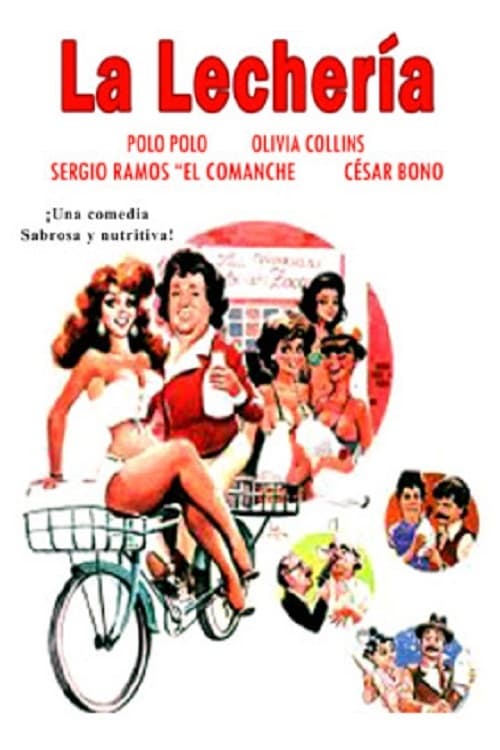 La Lechería
POLO POLO OLIVIA COLLINS
SERGIO RAMOS "EL COMANCHE CÉSAR BONO
¡Una comedia
Sabrosa y nutritiva!